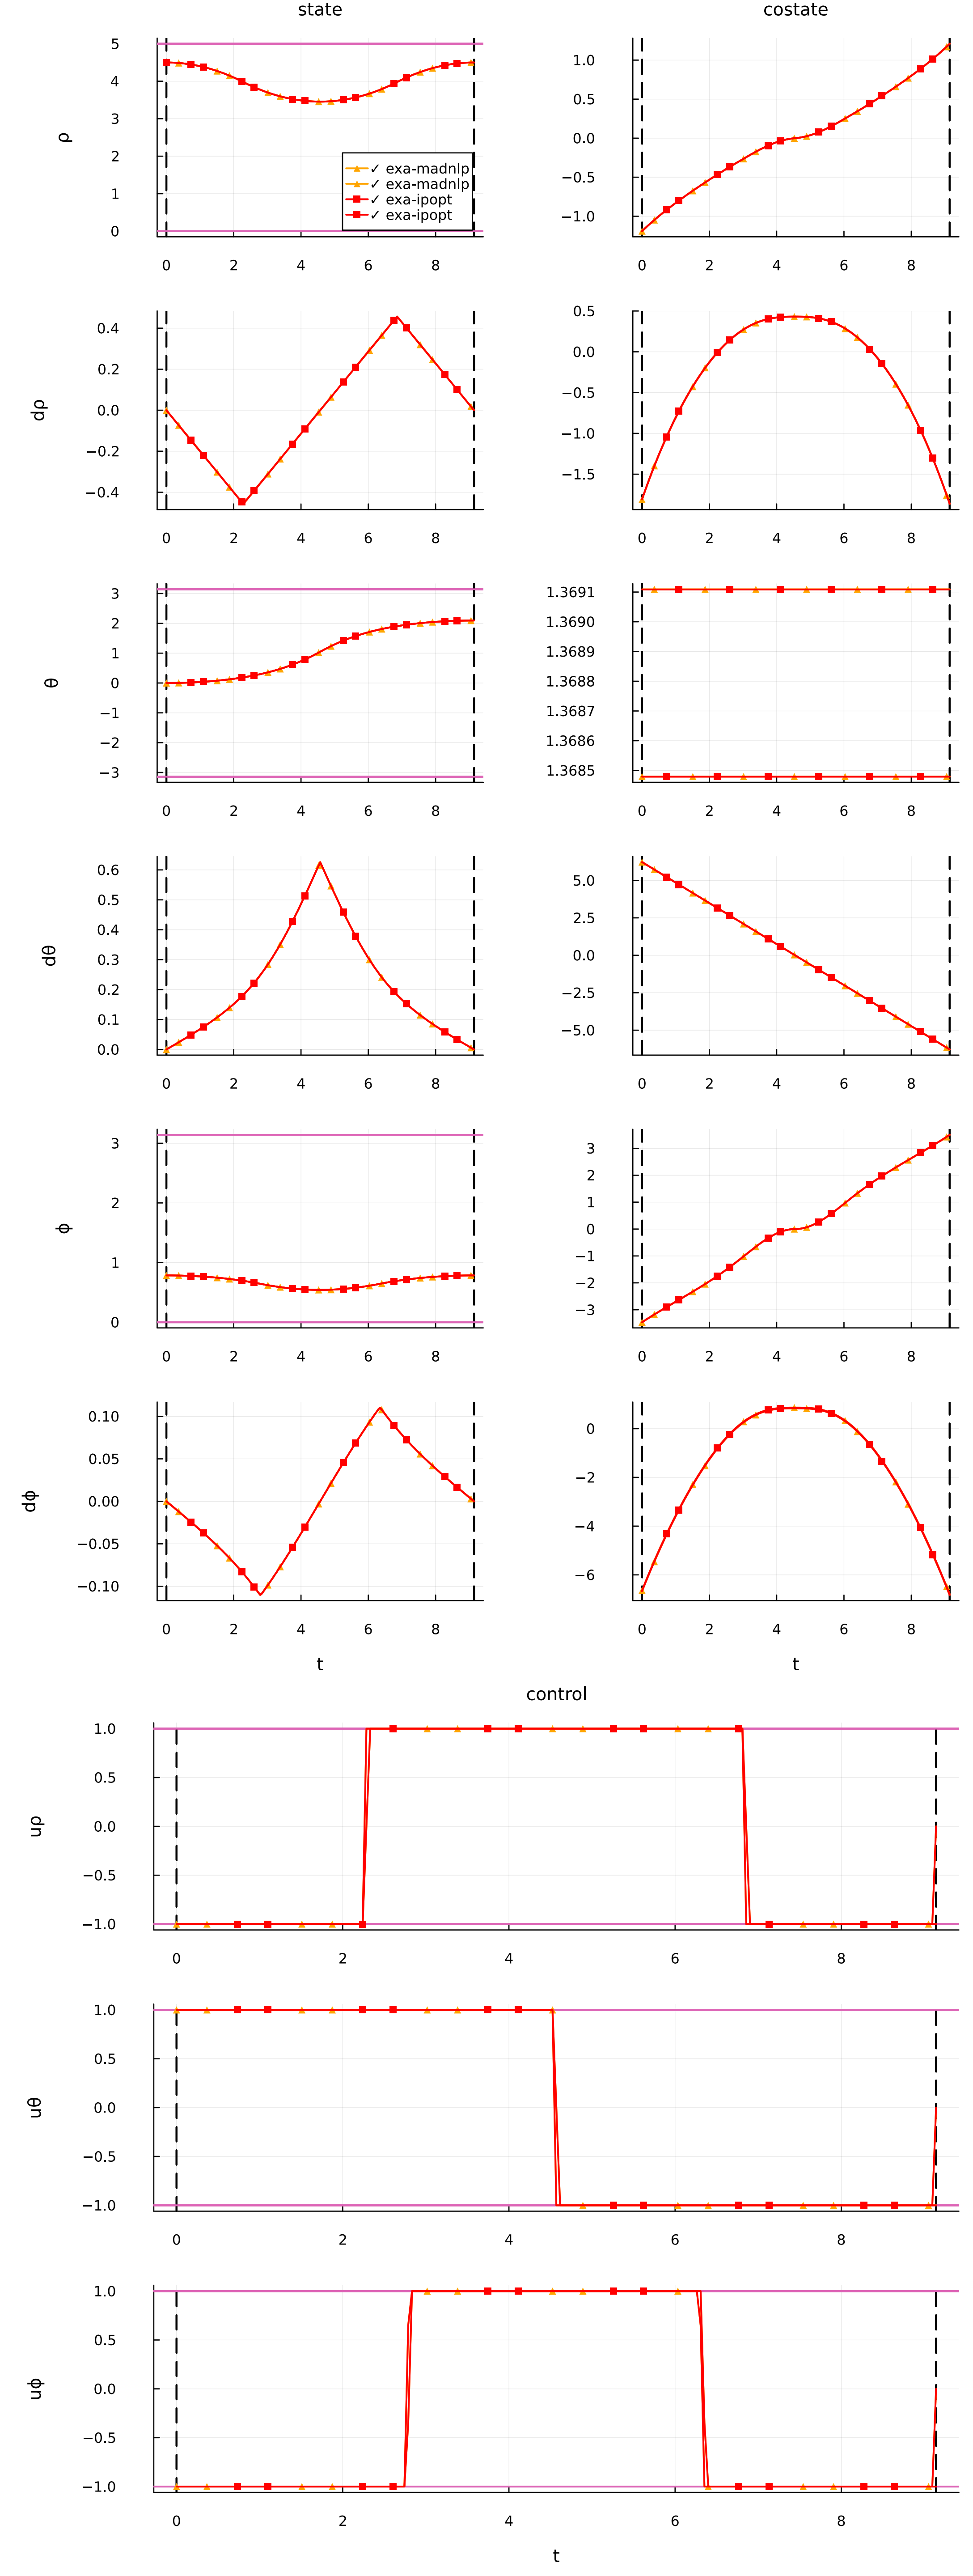 state costate
5
4
3
2
1
0
ρ
✓ exa-madnlp
✓ exa-madnlp
✓ exa-ipopt
✓ exa-ipopt
0 2 4 6 8
1.0
0.5
0.0
−0.5
−1.0
0 2 4 6 8
0.4
0.2
0.0
−0.2
−0.4
dρ
0 2 4 6 8
0.5
0.0
−0.5
−1.0
−1.5
0 2 4 6 8
3
2
1
0
−1
−2
−3
θ
0 2 4 6 8
1.3691
1.3690
1.3689
1.3688
1.3687
1.3686
1.3685
0 2 4 6 8
0.6
0.5
0.4
0.3
0.2
0.1
0.0
dθ
0 2 4 6 8
5.0
2.5
0.0
−2.5
−5.0
0 2 4 6 8
3
2
1
0
ϕ
0 2 4 6 8
3
2
1
0
−1
−2
−3
0 2 4 6 8
0.10
0.05
0.00
−0.05
−0.10
dϕ
0 2 4 6 8
t
0
−2
−4
−6
0 2 4 6 8
t
control
1.0
0.5
0.0
−0.5
−1.0
uρ
0 2 4 6 8
1.0
0.5
0.0
−0.5
−1.0
uθ
0 2 4 6 8
1.0
0.5
0.0
−0.5
−1.0
uϕ
0 2 4 6 8
t